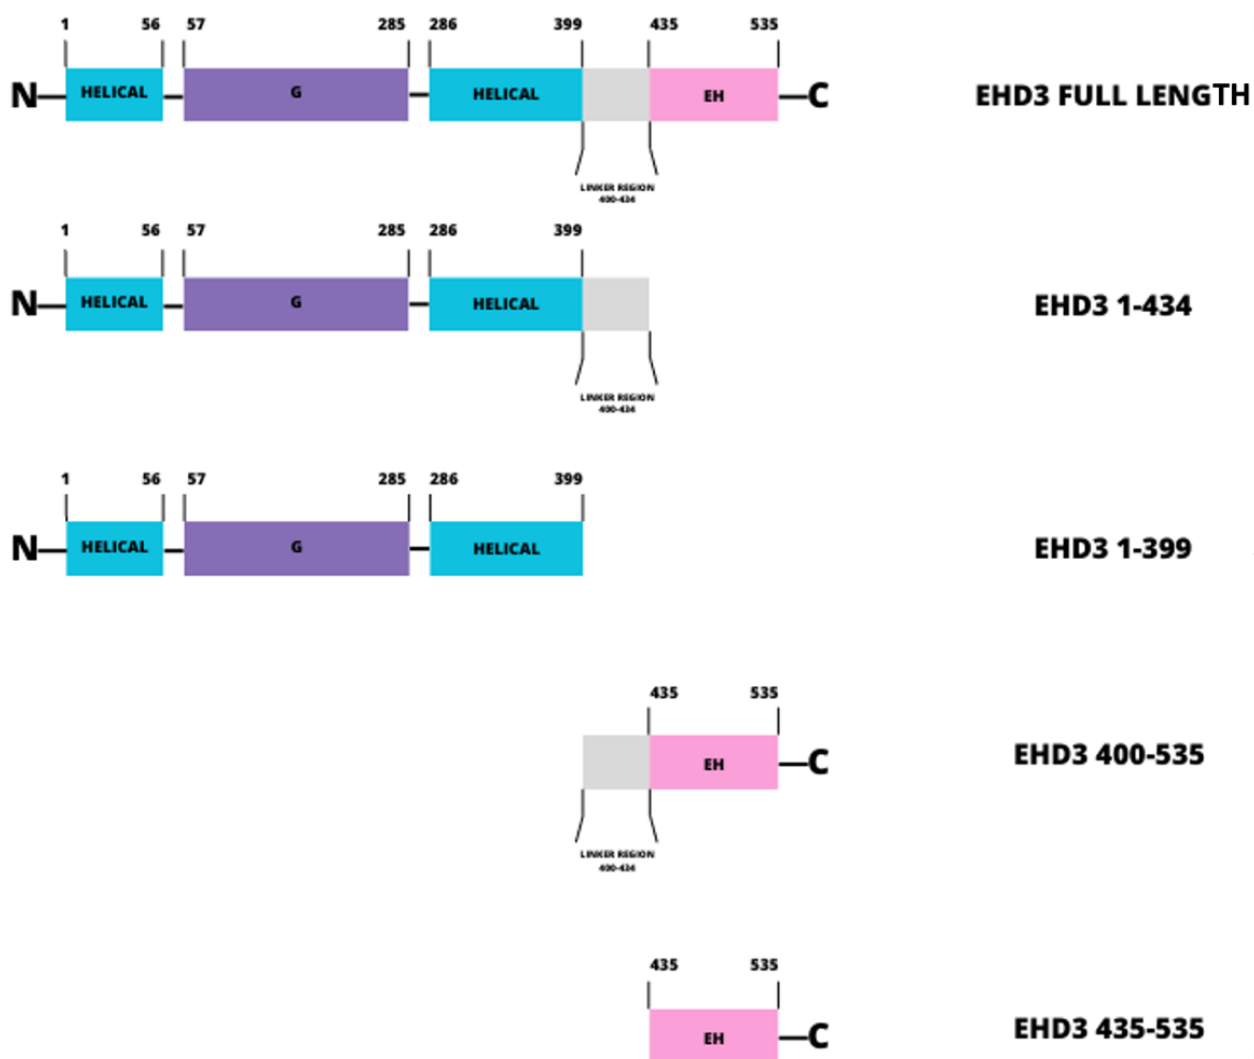 1 56 57 285 286 399 435 535
N HELICAL G HELICAL EH C EHD3 FULL LENGTH
LINKER REGION
400-434
1 56 57 285 286 399
N HELICAL G HELICAL EHD3 1-434
LINKER REGION
400-434
1 56 57 285 286 399
N HELICAL G HELICAL EHD3 1-399
435 535
EH C EHD3 400-535
LINKER REGION
400-434
435 535
EH C EHD3 435-535